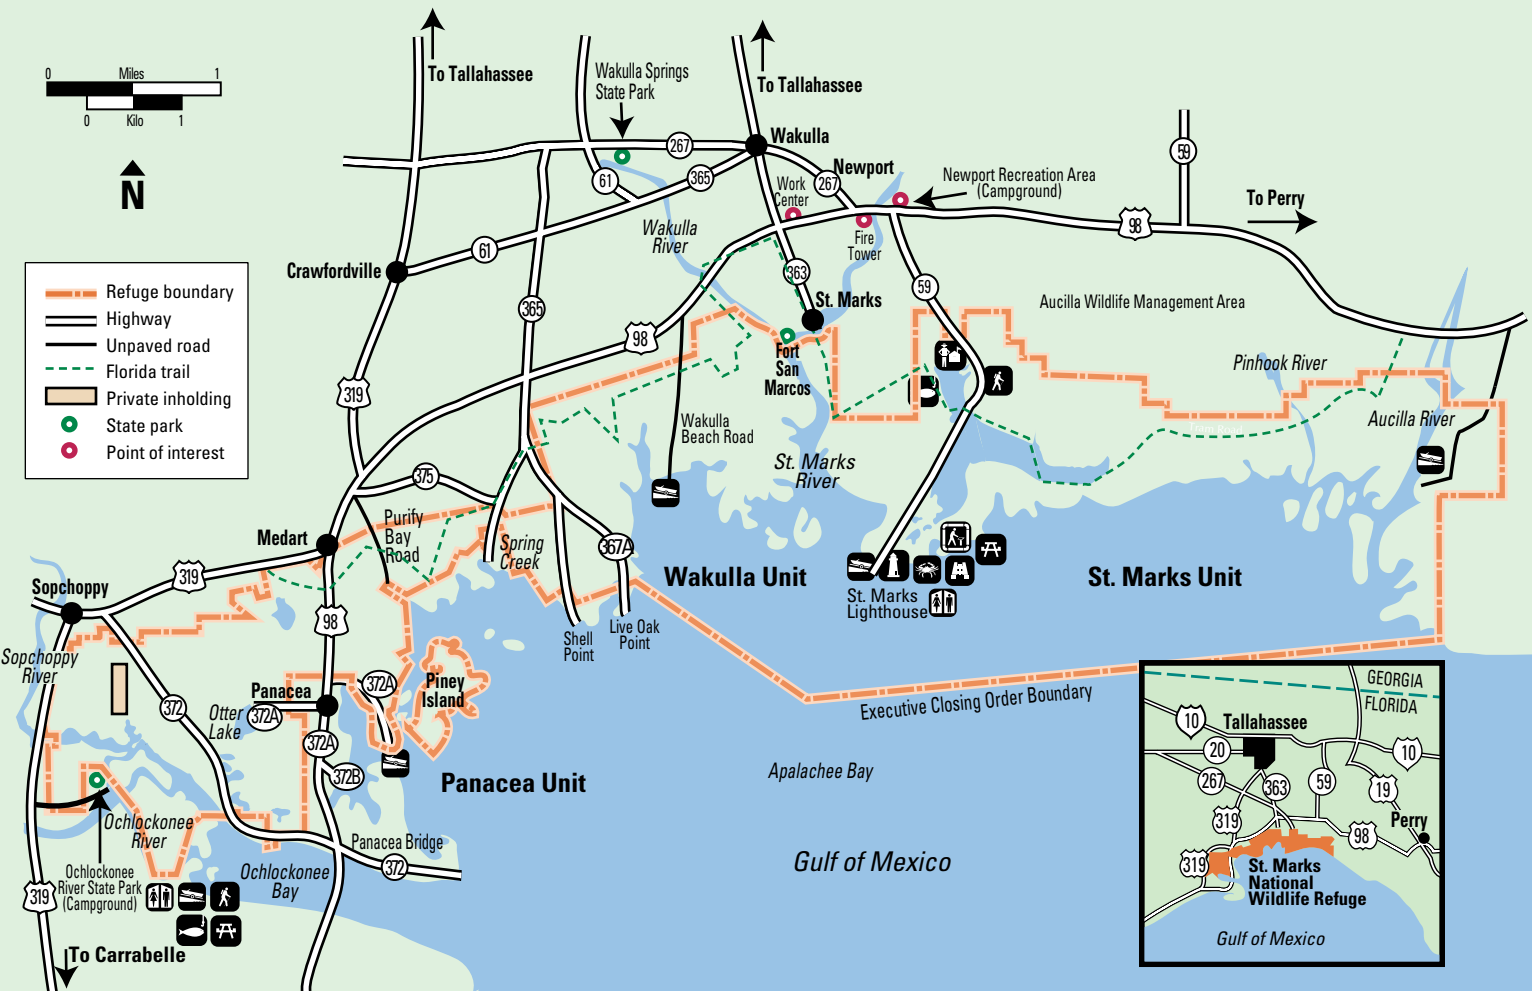 0 Miles 1
0 Kilo 1
N
To Tallahassee
Wakulla Springs
State Park
To Tallahassee
Wakulla
267
59
Newport
Newport Recreation Area
(Campground)
61
365
267
Work
Center
To Perry
98
Wakulla
River
Fire
Tower
61
Crawfordville
363
59
St. Marks
Aucilla Wildlife Management Area
Refuge boundary
Highway
Unpaved road
Florida trail
Private inholding
State park
Point of interest
365
98
Fort
San
Marcos
Pinhook River
319
Wakulla
Beach Road
Tram Road
Aucilla River
St. Marks
River
375
Purify
Bay
Road
Medart
Spring
Creek
367A
Wakulla Unit
St. Marks Unit
St. Marks
Lighthouse
319
Sopchoppy
98
Shell
Point
Live Oak
Point
Sopchoppy
River
Piney
Island
372A
Panacea
372A
372
Otter
Lake
372A
372B
Executive Closing Order Boundary
Apalachee Bay
Panacea Unit
Ochlockonee
River
Panacea Bridge
372
Gulf of Mexico
Ochlockonee
Bay
Ochlockonee
River State Park
(Campground)
319
To Carrabelle
GEORGIA
FLORIDA
10
Tallahassee
20
10
267
363
59
19
319
Perry
98
319
St. Marks
National
Wildlife Refuge
Gulf of Mexico